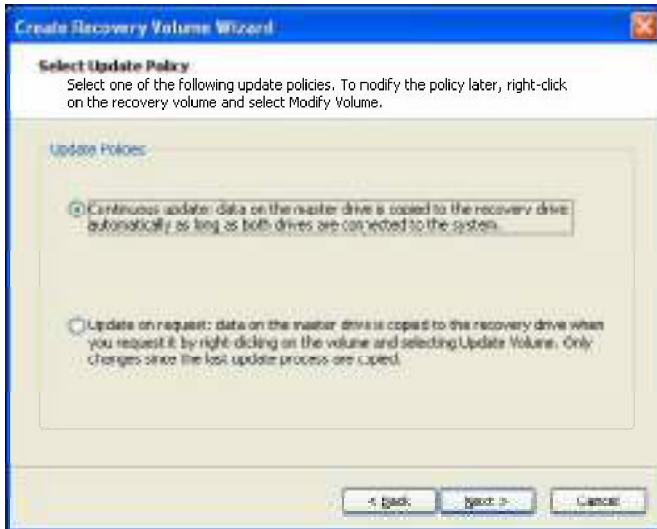 Create Recovery Volume Wizard
Select Update Policy
Select one of the following update policies. To modify the policy later, right-click
on the recovery volume and select Modify Volume.
Update Policies
Continuous update: data on the master drive is copied to the recovery drive
automatically as long as both drives are connected to the system.
Update on request: data on the master drive is copied to the recovery drive when
you request it by right clicking on the volume and selecting Update Volume. Only
changes since the last update process are copied.
< Back
Next >
Cancel